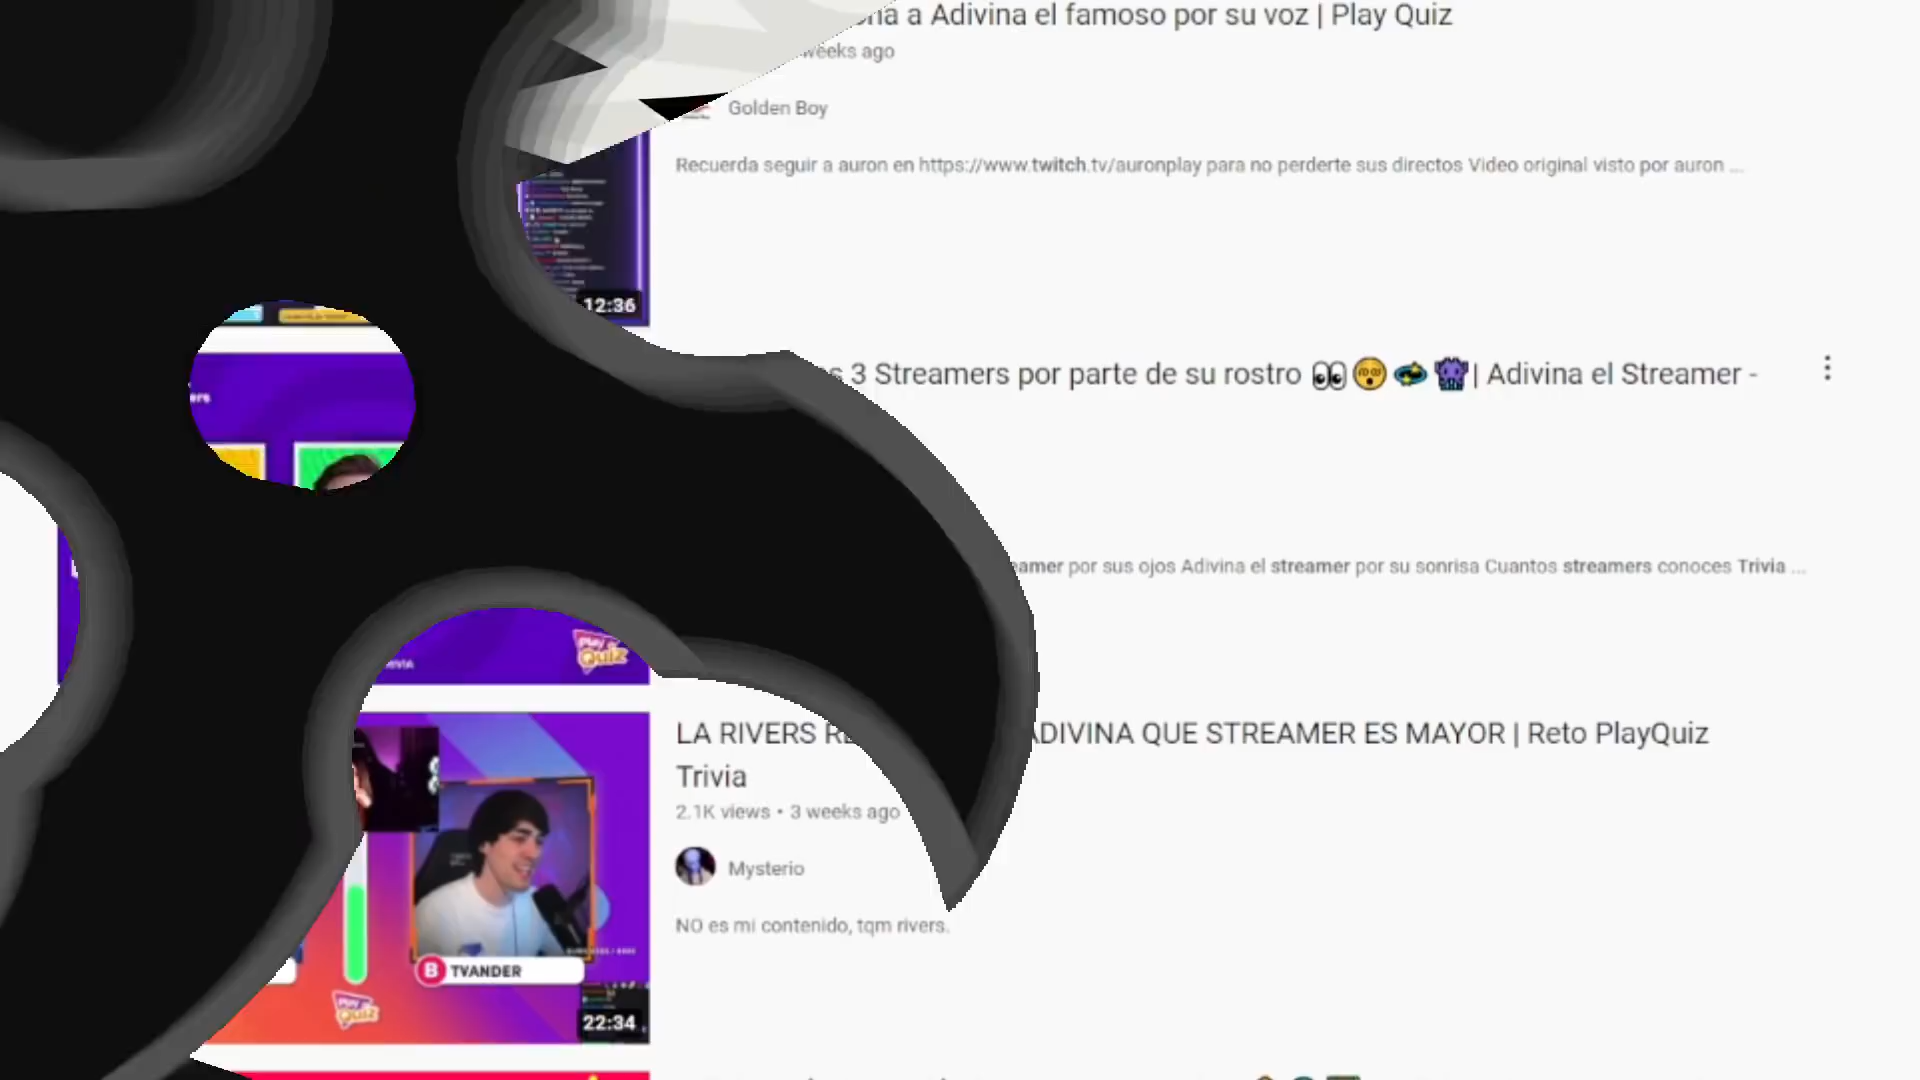 a Adivina el famoso por su voz | Play Quiz
weeks ago
Golden Boy
Recuerda seguir a auron en https://www.twitch.tv/auronplay para no perderte sus directos Video original visto por auron ...
12:36
3 Streamers por parte de su rostro 👀😵💫👾| Adivina el Streamer -
por sus ojos Adivina el streamer por su sonrisa Cuantos streamers conoces Trivia ...
Play Quiz
LA RIVERS ADIVINA QUE STREAMER ES MAYOR | Reto PlayQuiz
Trivia
2.1K views • 3 weeks ago
Mysterio
NO es mi contenido, tqm rivers.
B TVANDER
Play Quiz
22:34